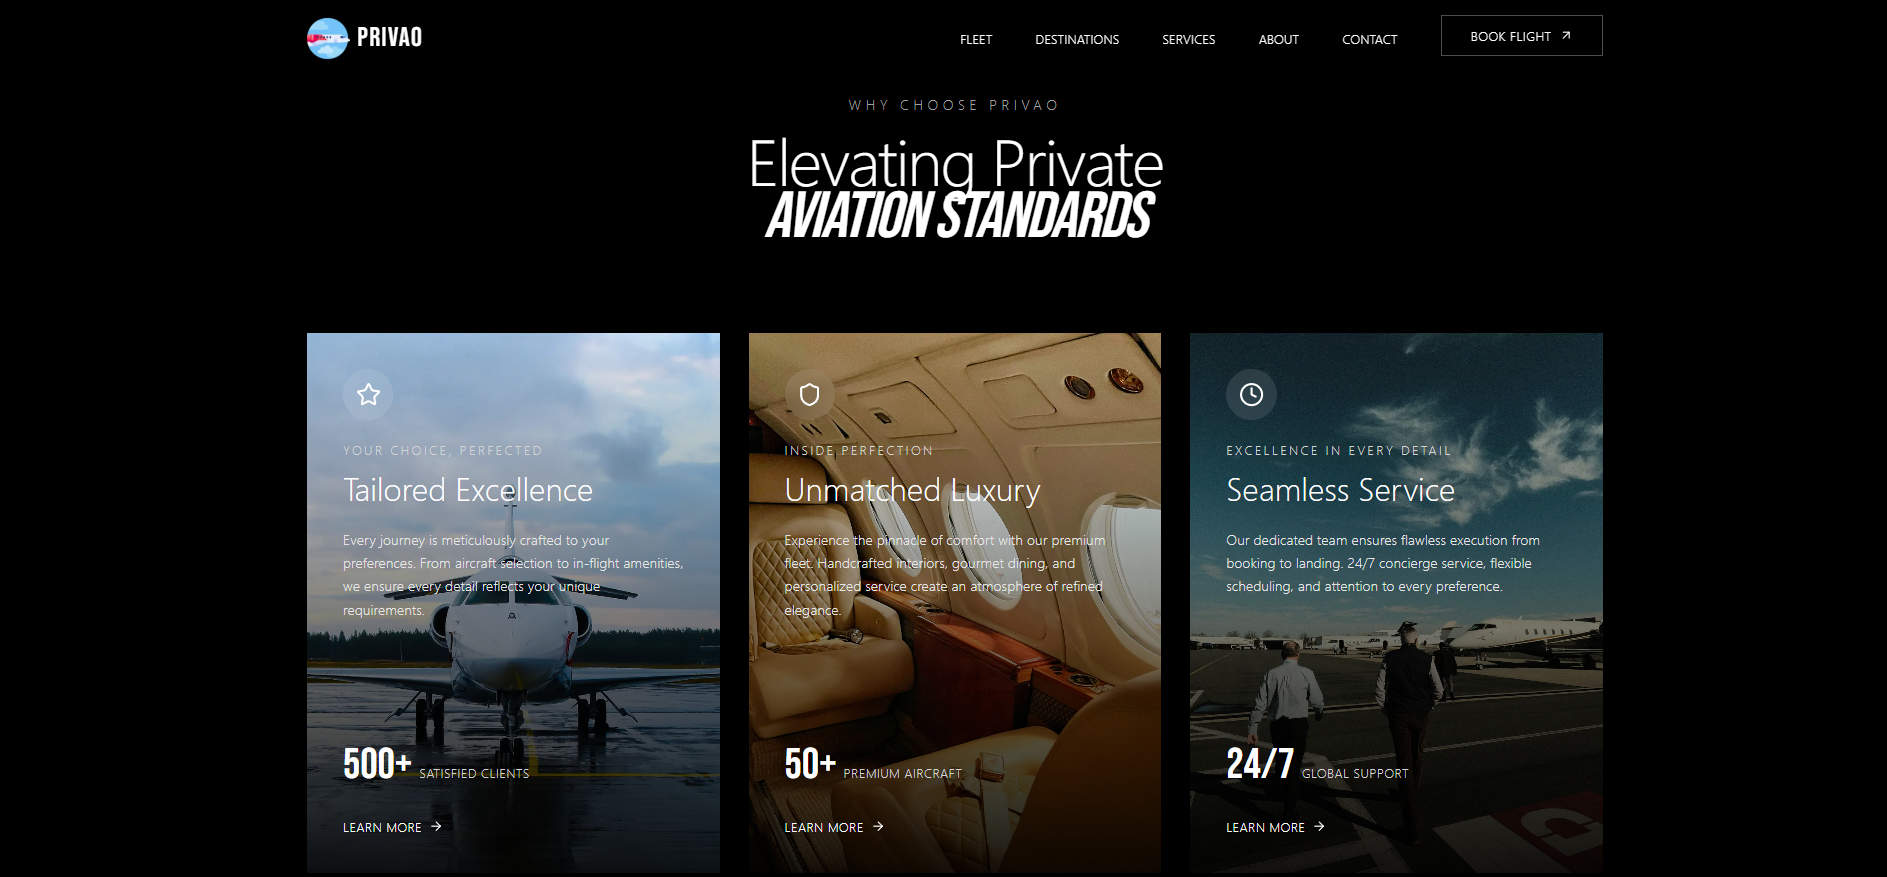 PRIVAO
FLEET
DESTINATIONS
SERVICES
ABOUT
CONTACT
BOOK FLIGHT
WHY CHOOSE PRIVAO
Elevating Private
AVIATION STANDARDS
YOUR CHOICE, PERFECTED
Tailored Excellence
Every journey is meticulously crafted to your
preferences. From aircraft selection to in-flight amenities,
we ensure every detail reflects your unique
requirements.
500+ SATISFIED CLIENTS
LEARN MORE →
INSIDE PERFECTION
Unmatched Luxury
Experience the pinnacle of comfort with our premium
fleet. Handcrafted interiors, gourmet dining, and
personalized service create an atmosphere of refined
elegance.
50+ PREMIUM AIRCRAFT
LEARN MORE →
EXCELLENCE IN EVERY DETAIL
Seamless Service
Our dedicated team ensures flawless execution from
booking to landing. 24/7 concierge service, flexible
scheduling, and attention to every preference.
24/7 GLOBAL SUPPORT
LEARN MORE →